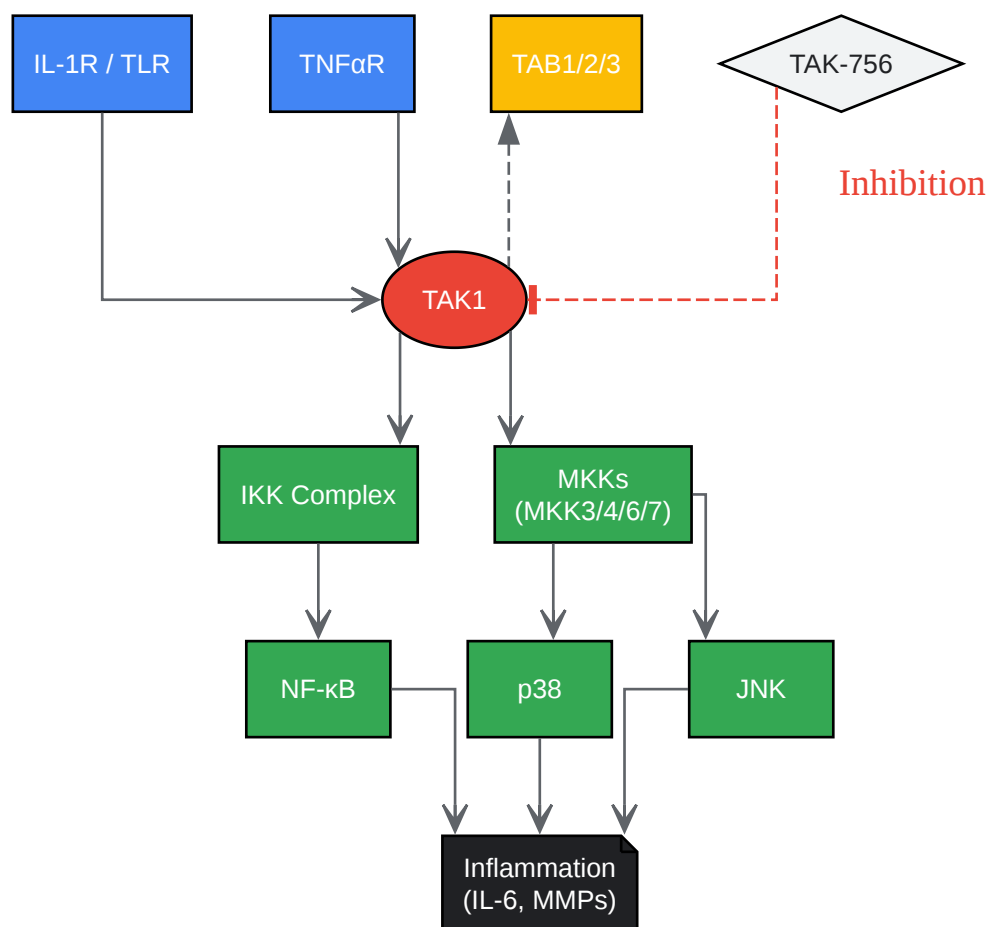 IL-1R / TLR
TNFαR
TAB1/2/3
TAK-756
Inhibition
TAK1
IKK Complex
MKKs
(MKK3/4/6/7)
NF-κB
p38
JNK
Inflammation
(IL-6, MMPs)